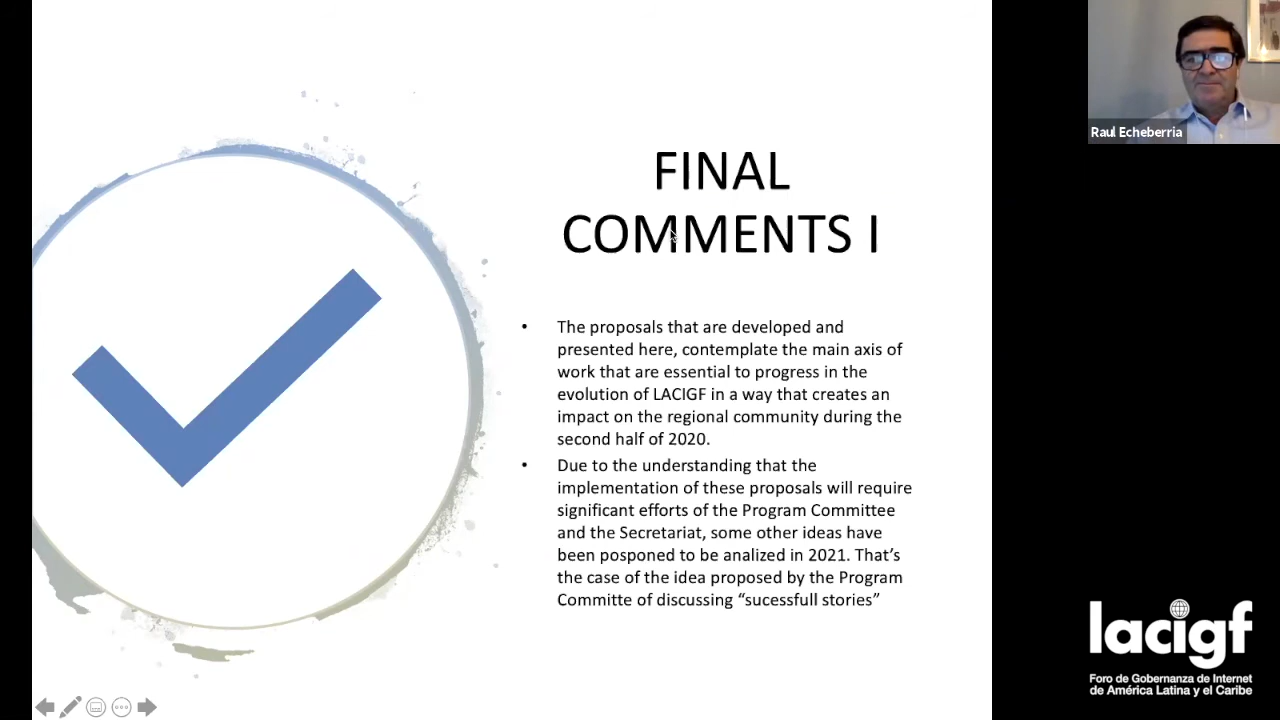 FINAL
COMMENTS I
• The proposals that are developed and
presented here, contemplate the main axis of
work that are essential to progress in the
evolution of LACIGF in a way that creates an
impact on the regional community during the
second half of 2020.
• Due to the understanding that the
implementation of these proposals will require
significant efforts of the Program Committee
and the Secretariat, some other ideas have
been posponed to be analized in 2021. That’s
the case of the idea proposed by the Program
Committe of discussing “sucessfull stories”
Raul Echeberria
lacigf
Foro de Gobernanza de Internet
de América Latina y el Caribe